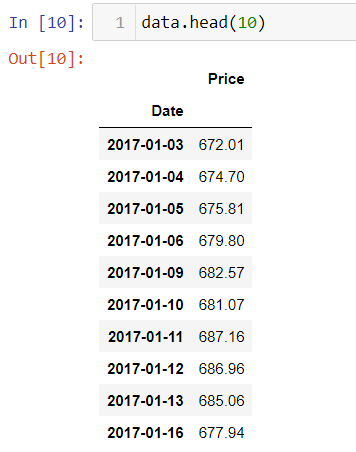 In [10]: 1 data.head(10)
Out[10]:
Price
Date
2017-01-03 672.01
2017-01-04 674.70
2017-01-05 675.81
2017-01-06 679.80
2017-01-09 682.57
2017-01-10 681.07
2017-01-11 687.16
2017-01-12 686.96
2017-01-13 685.06
2017-01-16 677.94